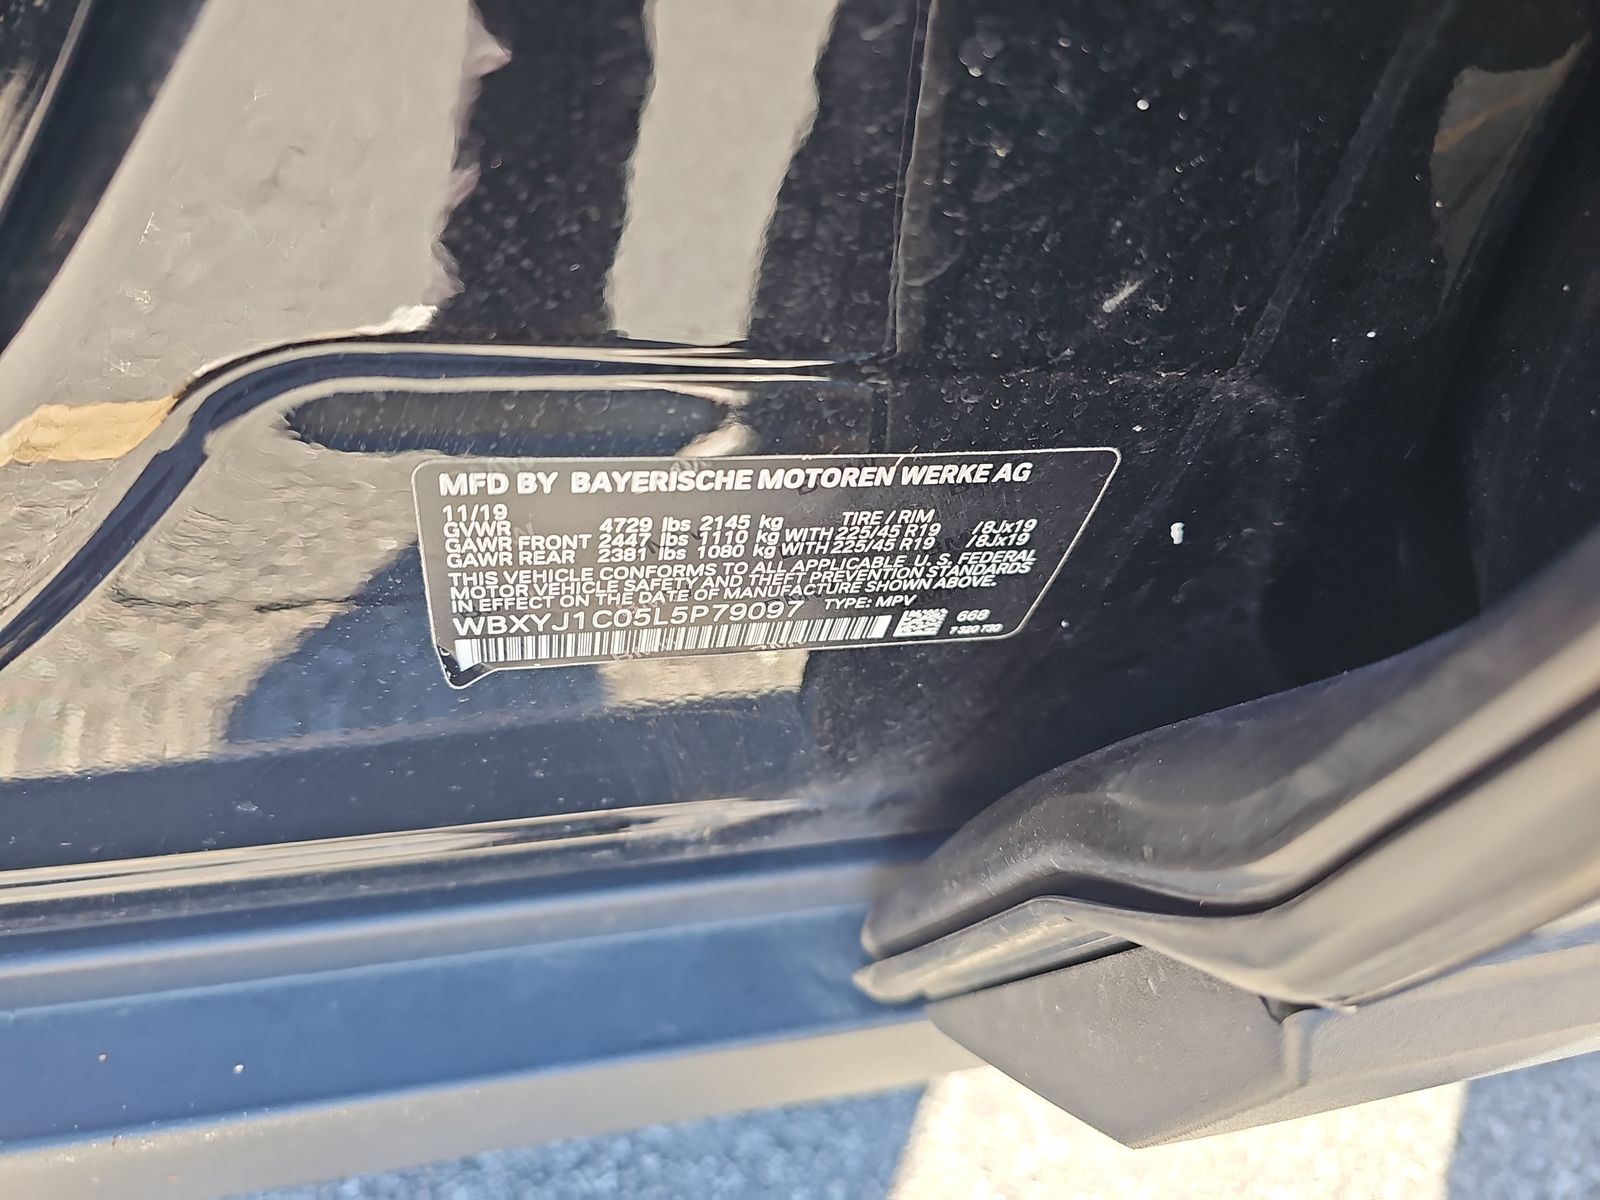 MFD BY BAYERISCHE MOTOREN WERKE AG
11/19
GVWR 4729 lbs 2145 kg TIRE / RIM
GAWR FRONT 2447 lbs 1110 kg WITH 225/45 R19 /8Jx19
GAWR REAR 2381 lbs 1080 kg WITH 225/45 R19 /8Jx19
THIS VEHICLE CONFORMS TO ALL APPLICABLE U. S. FEDERAL
MOTOR VEHICLE SAFETY AND THEFT PREVENTION STANDARDS
IN EFFECT ON THE DATE OF MANUFACTURE SHOWN ABOVE.
WBXYJ1C05L5P79097 TYPE: MPV
668
7 320 730